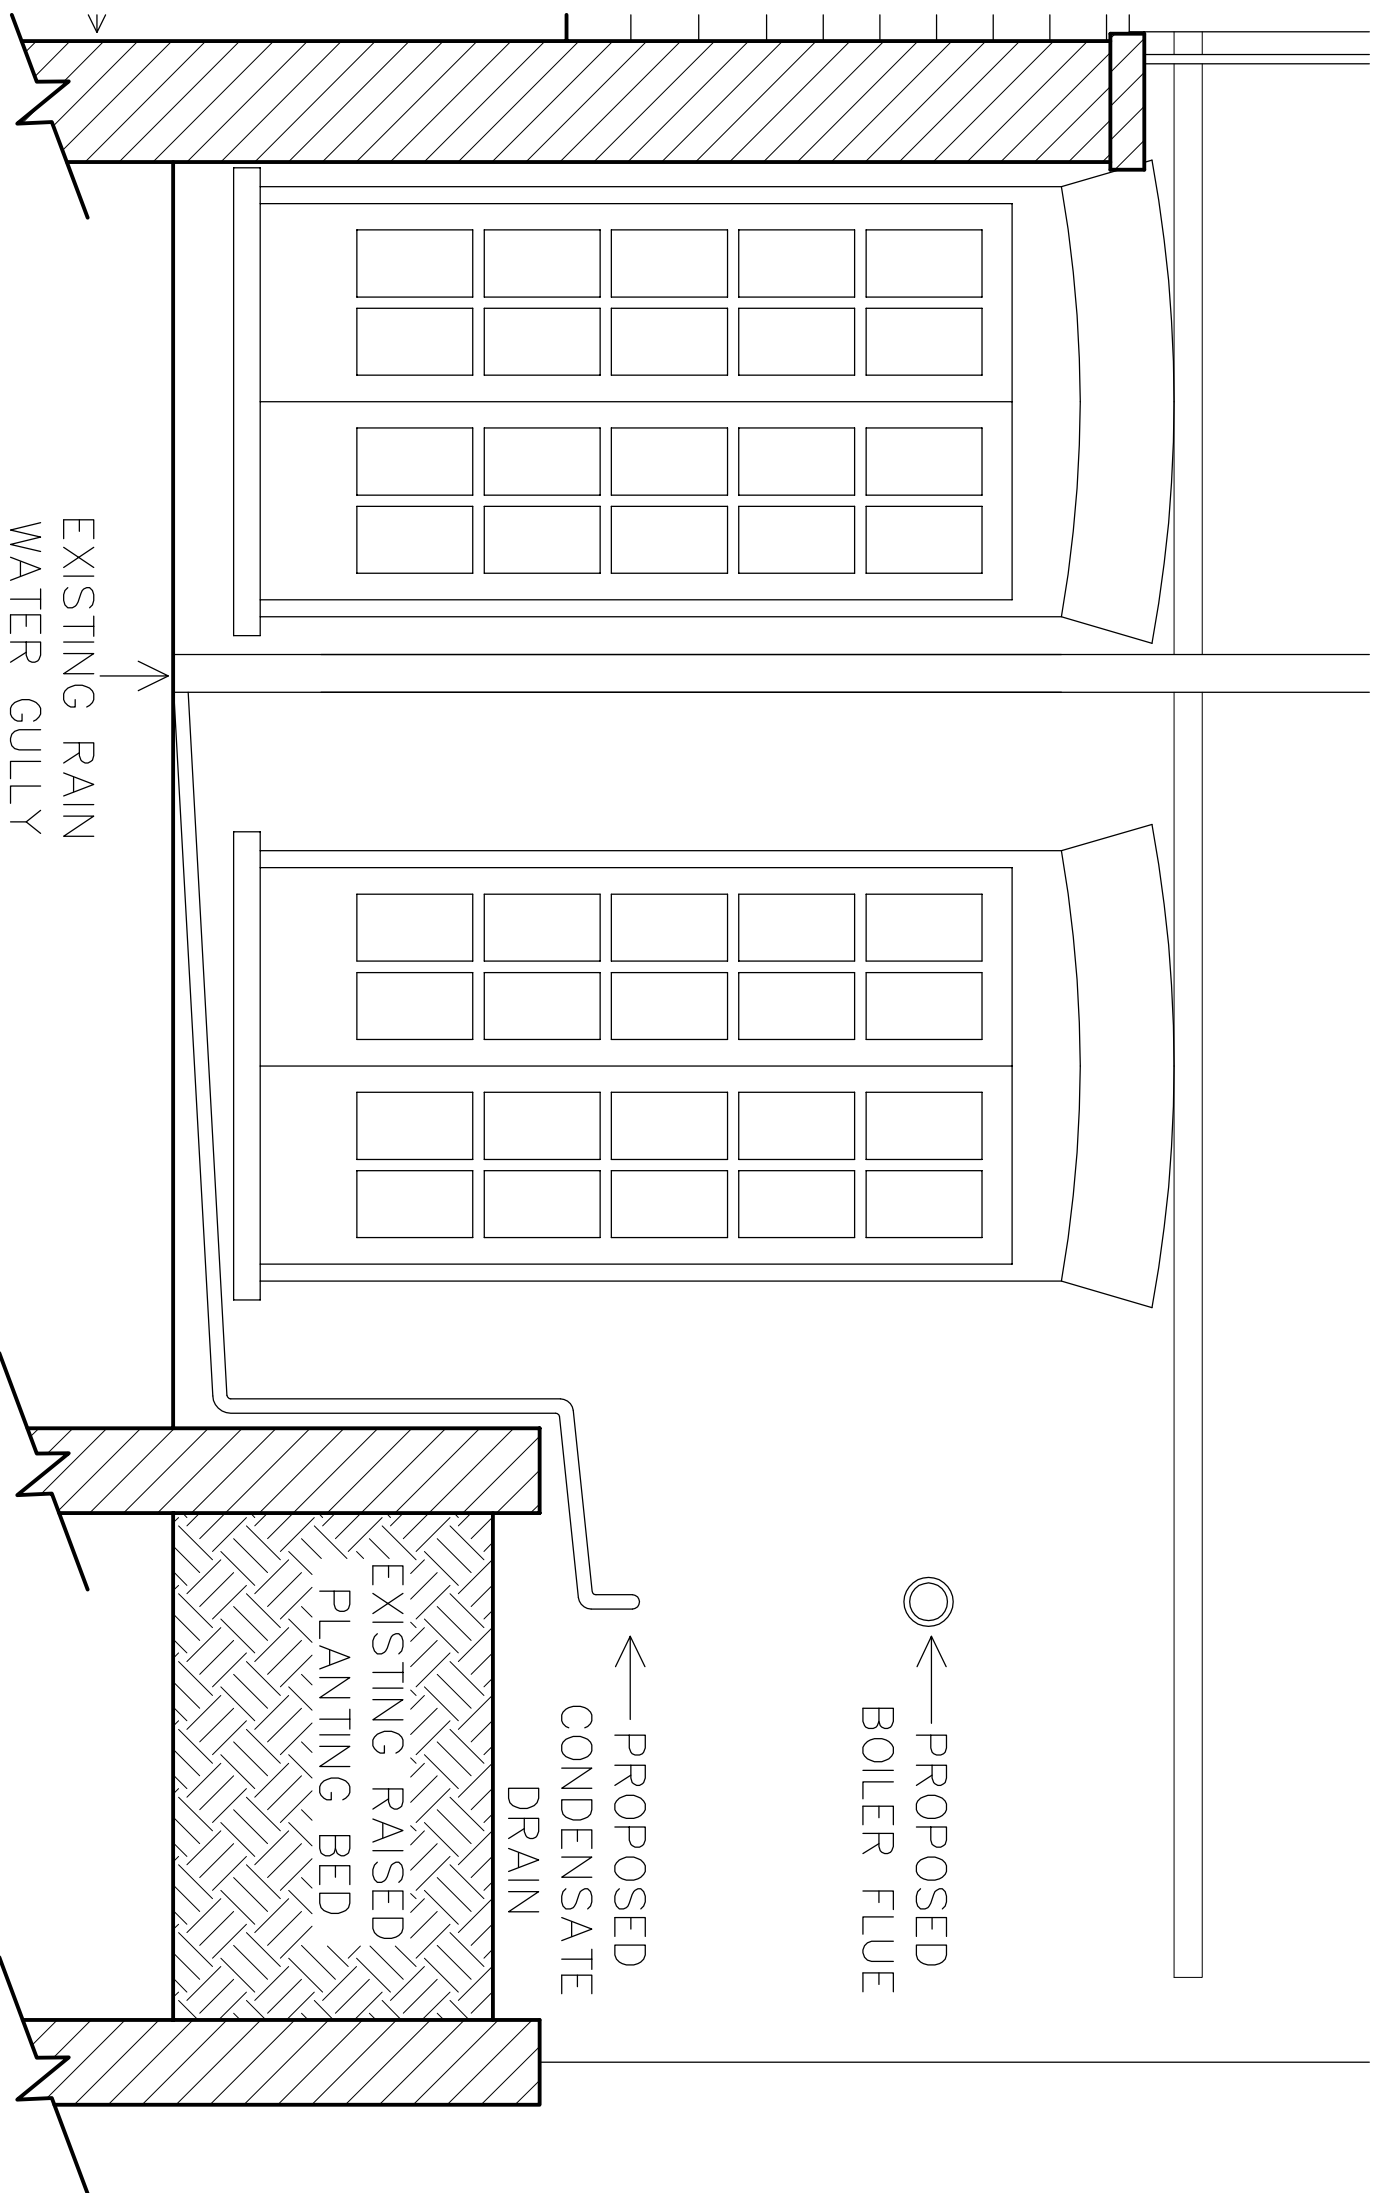 PROPOSED
BOILER FLUE
PROPOSED
CONDENSATE
DRAIN
EXISTING RAISED
PLANTING BED
EXISTING RAIN
WATER GULLY